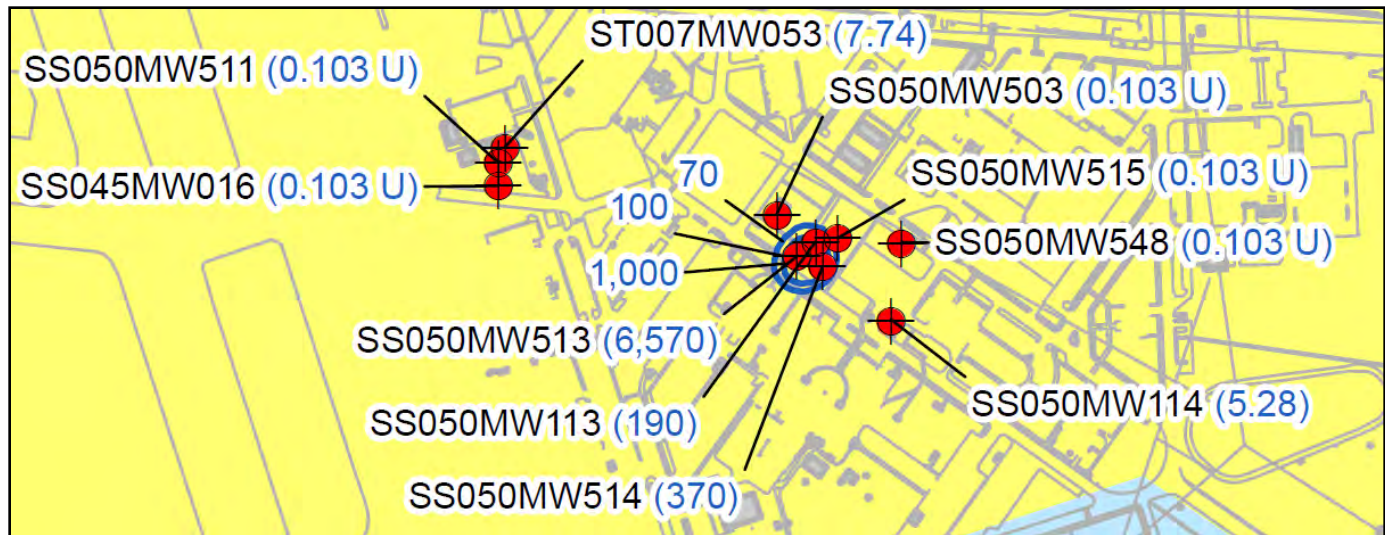 ST007MW053 (7.74)
SS050MW511 (0.103 U)
SS050MW503 (0.103 U)
SS045MW016 (0.103 U)
70
SS050MW515 (0.103 U)
100
SS050MW548 (0.103 U)
1,000
SS050MW513 (6,570)
SS050MW114 (5.28)
SS050MW113 (190)
SS050MW514 (370)